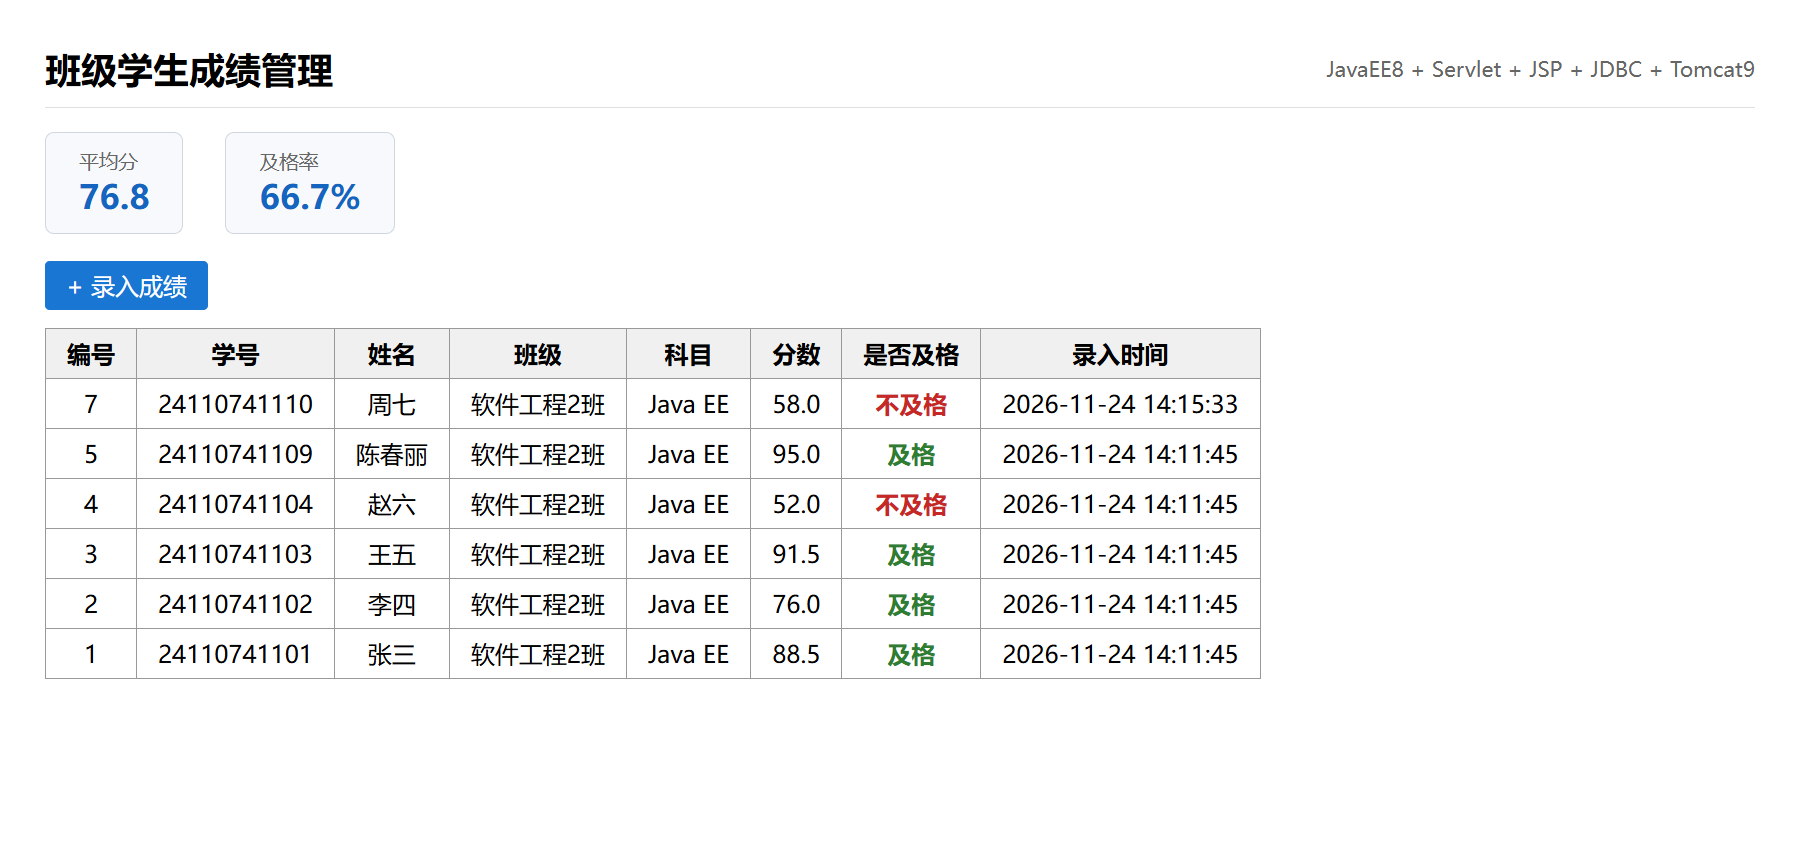 班级学生成绩管理
JavaEE8 + Servlet + JSP + JDBC + Tomcat9
平均分
76.8
及格率
66.7%
+ 录入成绩
编号 学号 姓名 班级 科目 分数 是否及格 录入时间
7 24110741110 周七 软件工程2班 Java EE 58.0 不及格 2026-11-24 14:15:33
5 24110741109 陈春丽 软件工程2班 Java EE 95.0 及格 2026-11-24 14:11:45
4 24110741104 赵六 软件工程2班 Java EE 52.0 不及格 2026-11-24 14:11:45
3 24110741103 王五 软件工程2班 Java EE 91.5 及格 2026-11-24 14:11:45
2 24110741102 李四 软件工程2班 Java EE 76.0 及格 2026-11-24 14:11:45
1 24110741101 张三 软件工程2班 Java EE 88.5 及格 2026-11-24 14:11:45